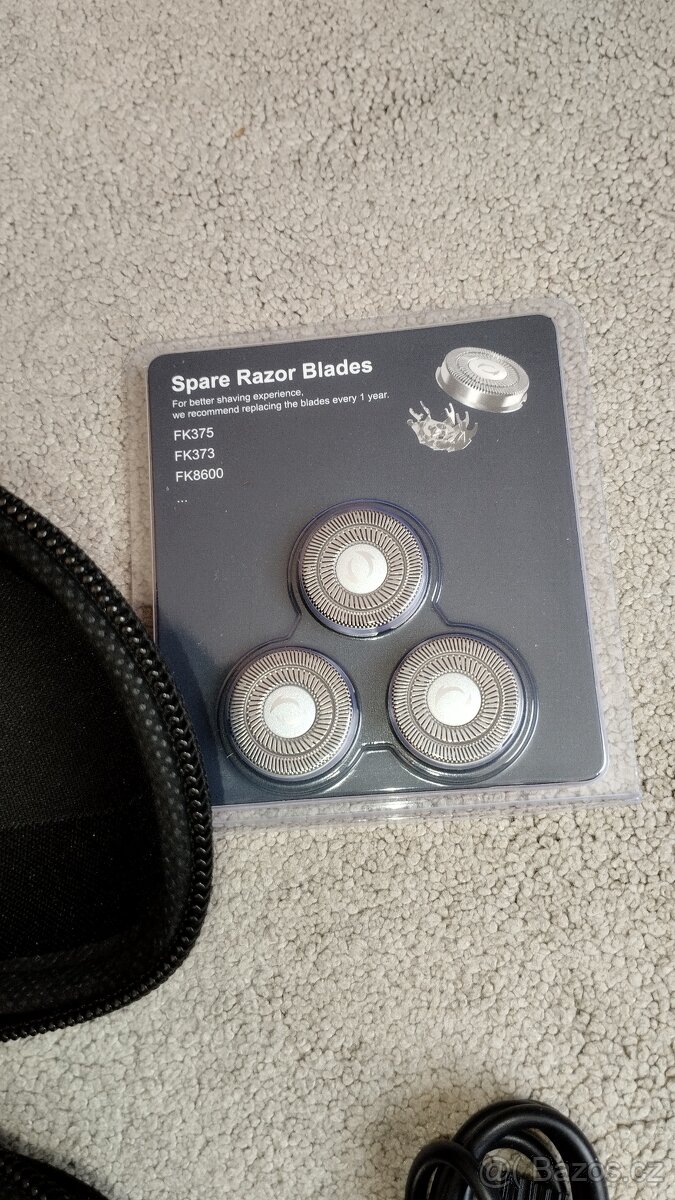 Spare Razor Blades
For better shaving experience,
we recommend replacing the blades every 1 year.
FK375
FK373
FK8600
...
@ Bazos.cz